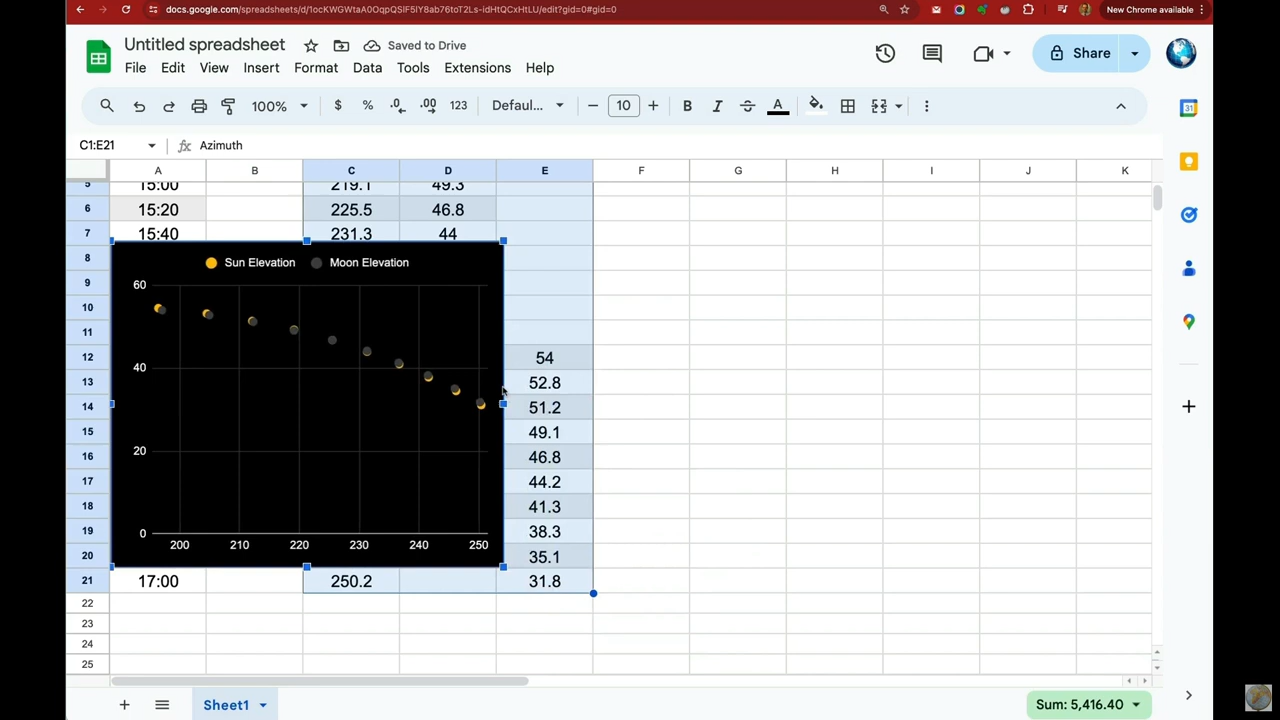 docs.google.com/spreadsheets/d/1ocKWGWtaA0OqpQSIF5lY8ab76toT2Ls-idHtQCxHtLU/edit?gid=0#gid=0
New Chrome available
Untitled spreadsheet
Saved to Drive
Share
File Edit View Insert Format Data Tools Extensions Help
100% $ % .0 .00 123 Defaul... 10 B I A
31
C1:E21 fx Azimuth
A B C D E F G H I J K
5 15:00 219.1 49.3
6 15:20 225.5 46.8
7 15:40 231.3 44
8 Sun Elevation Moon Elevation
60
9
10
11
12 40 54
13 52.8
14 51.2
15 20 49.1
16 46.8
17 44.2
18 41.3
19 0 38.3
20 200 210 220 230 240 250 35.1
21 17:00 250.2 31.8
22
23
24
25
Sheet1 Sum: 5,416.40